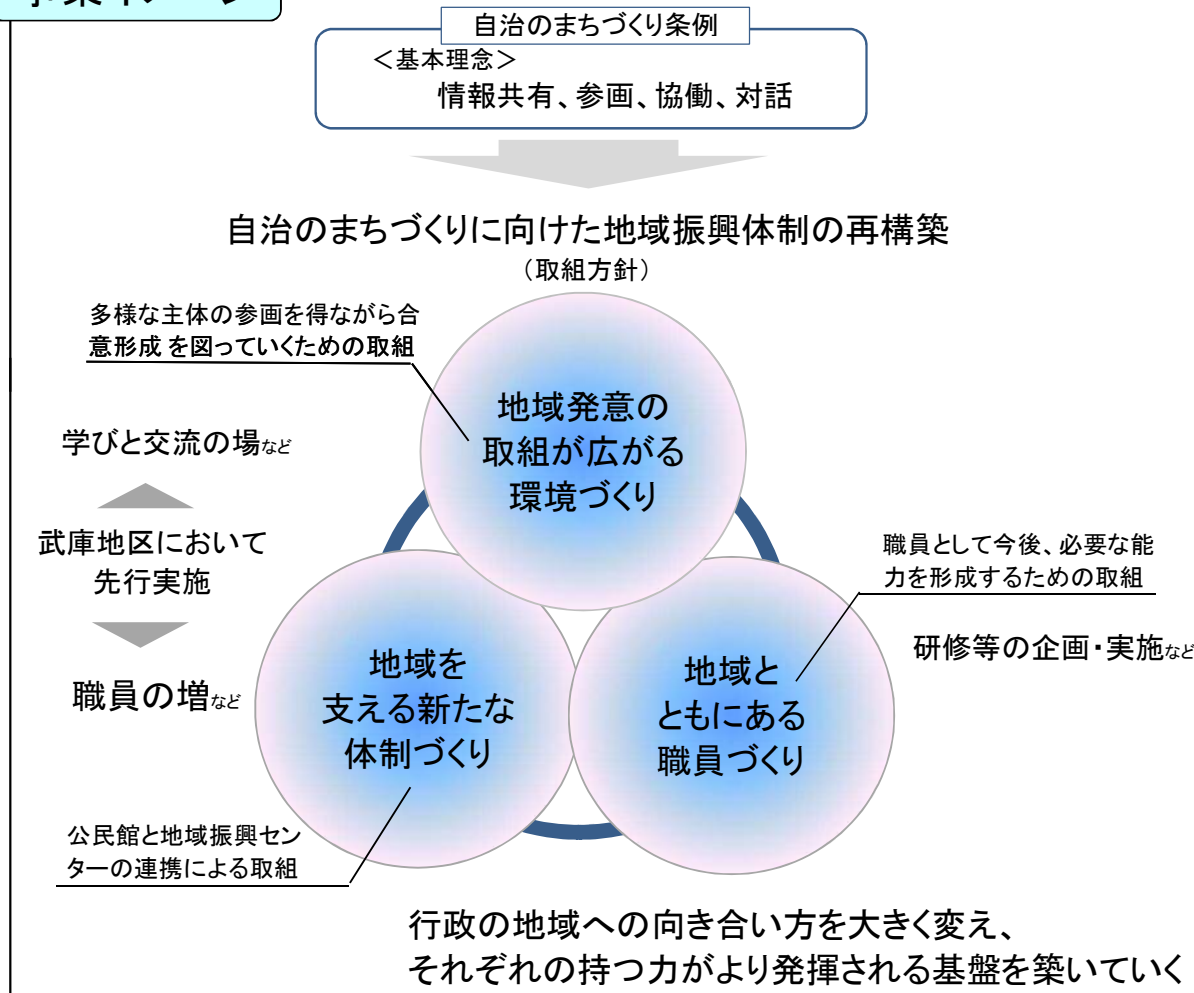 自治のまちづくり条例
＜基本理念＞
情報共有、参画、協働、対話
自治のまちづくりに向けた地域振興体制の再構築
（取組方針）
多様な主体の参画を得ながら合
意形成 を図っていくための取組
地域発意の
取組が広がる
環境づくり
学びと交流の場など
武庫地区において
先行実施
職員の増など
職員として今後、必要な能
力を形成するための取組
研修等の企画・実施など
地域を
支える新たな
体制づくり
地域と
ともにある
職員づくり
公民館と地域振興セン
ターの連携による取組
行政の地域への向き合い方を大きく変え、
それぞれの持つ力がより発揮される基盤を築いていく